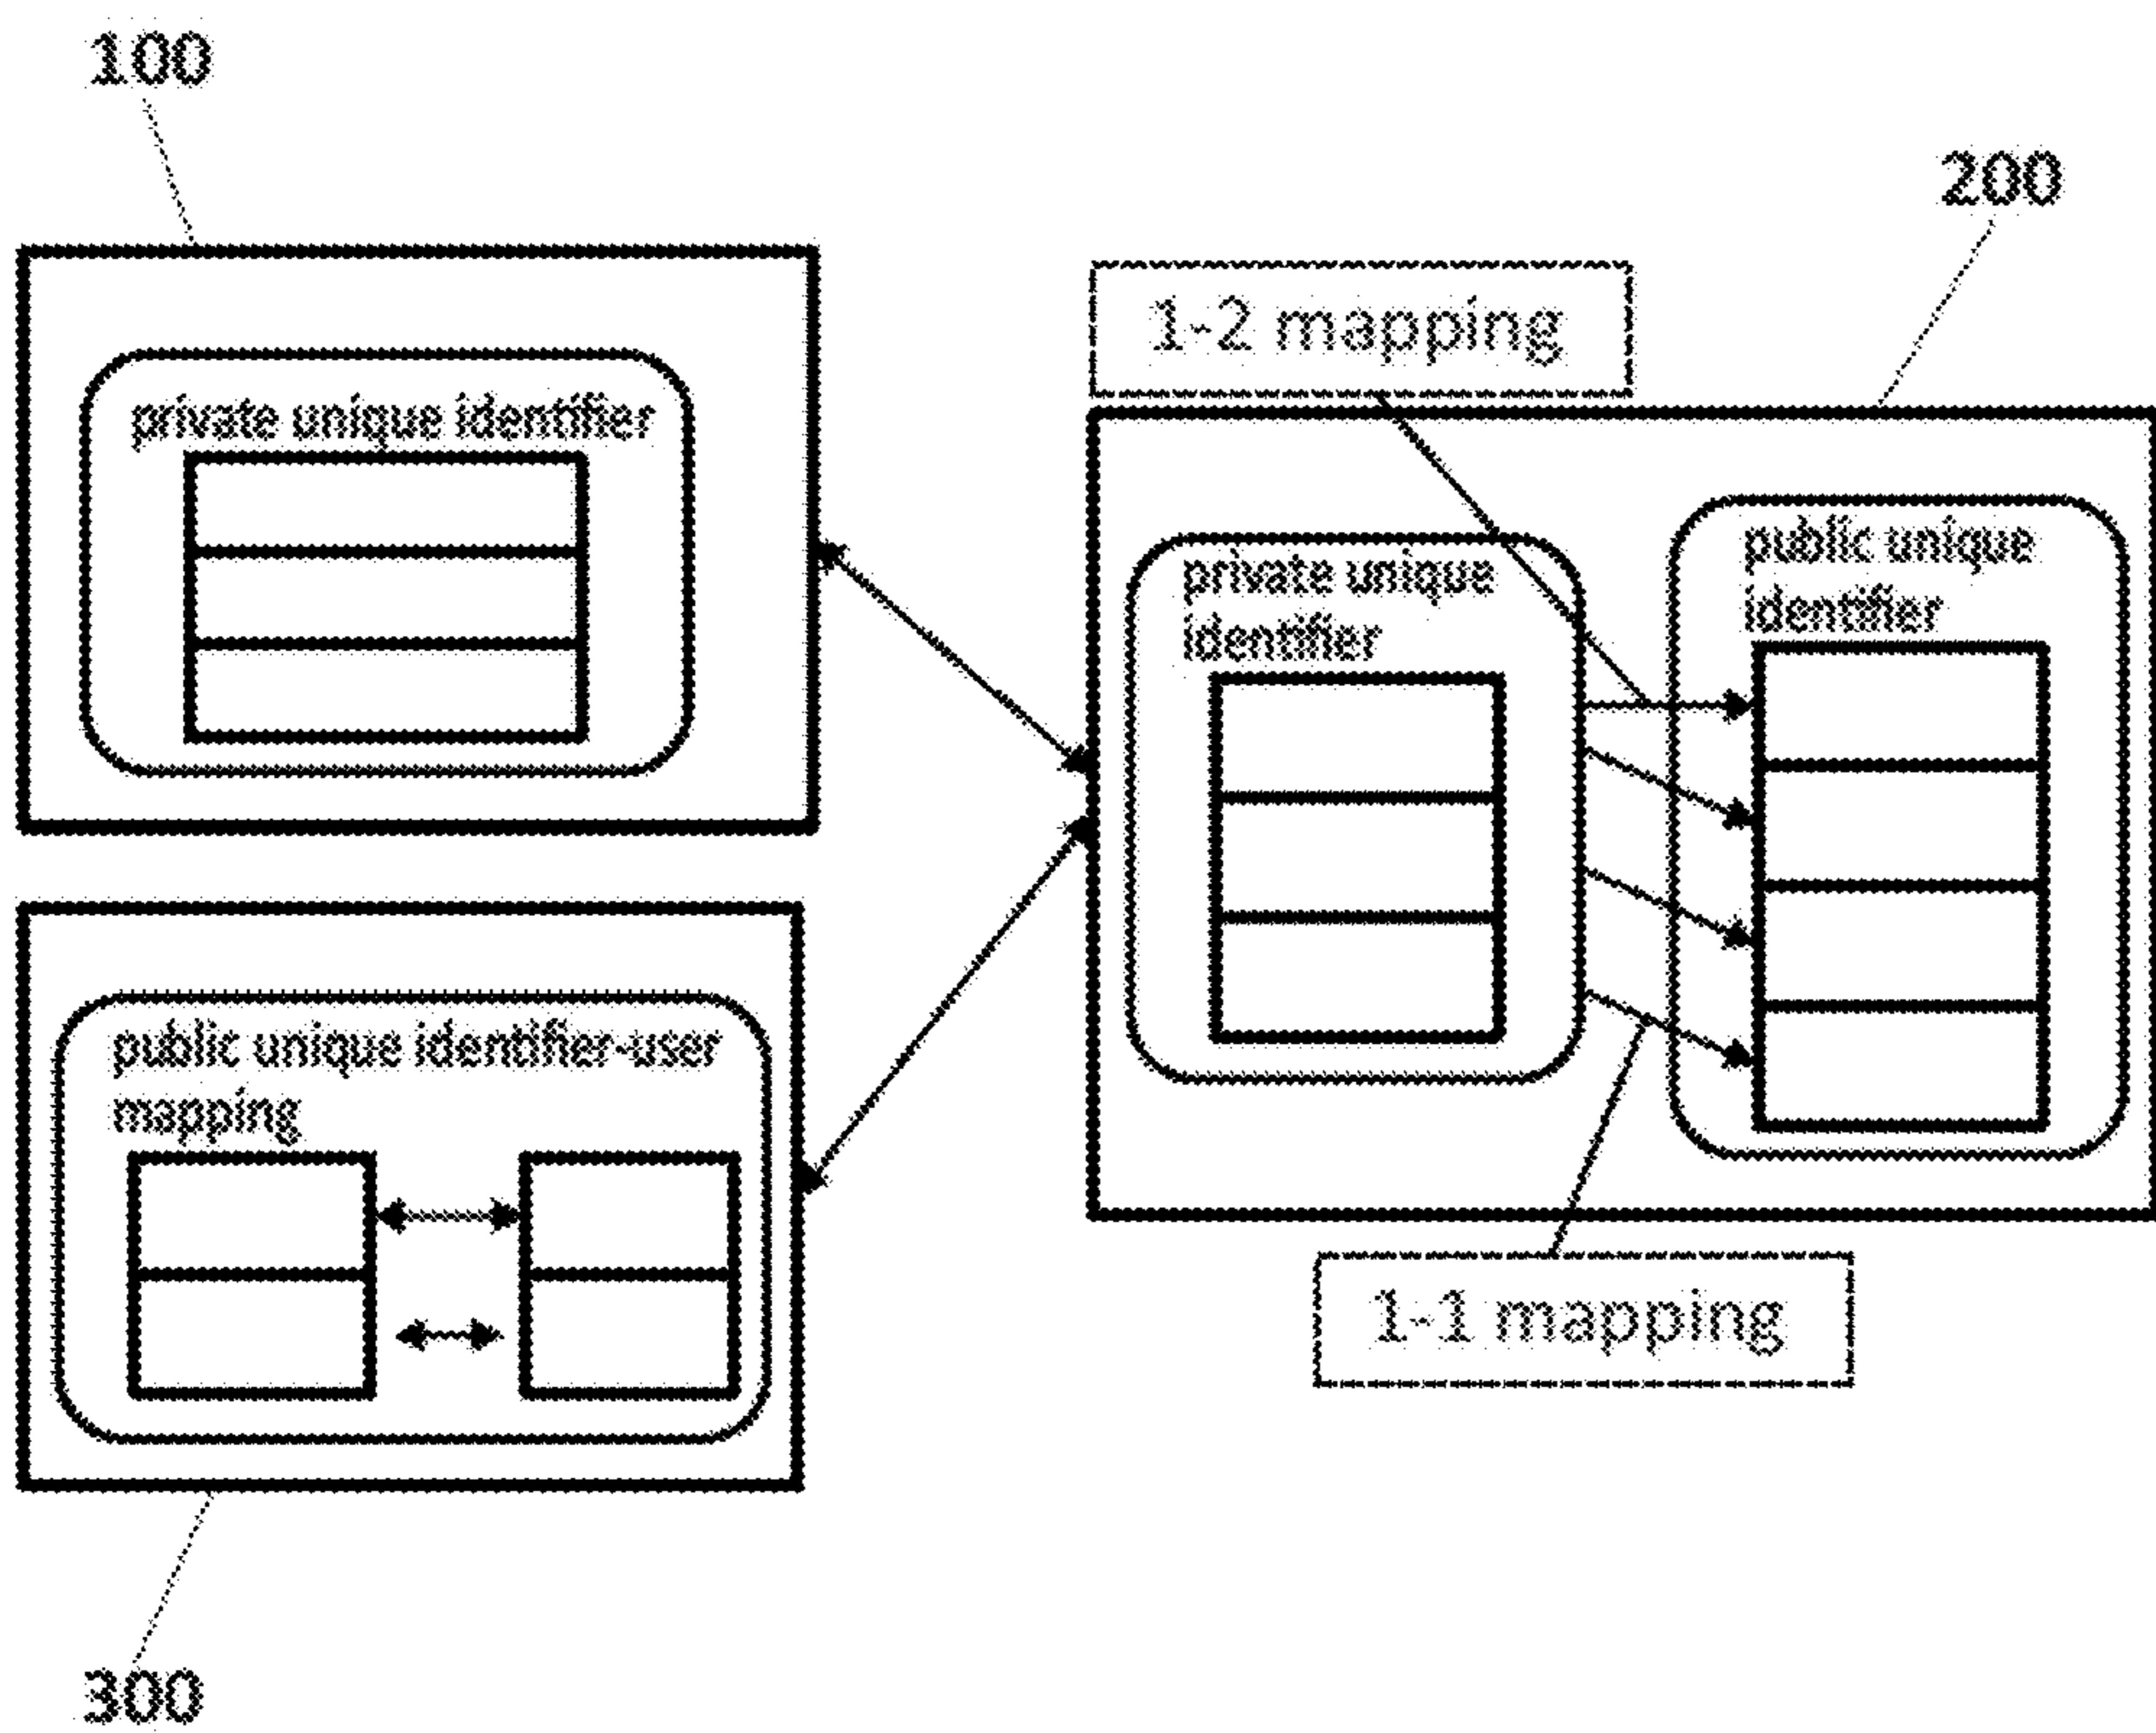 100
200
1-2 mapping
private unique identifier
public unique
identifier
private unique
identifier
public unique identifier-user
mapping
1-1 mapping
300